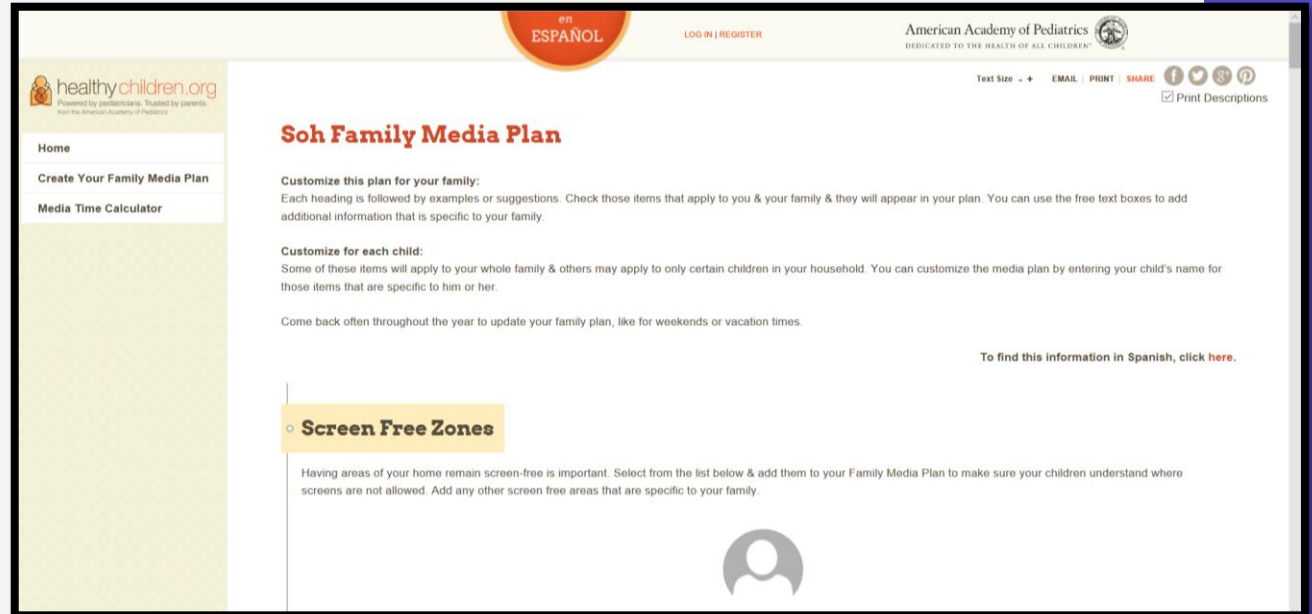 en
ESPAÑOL
LOG IN | REGISTER
American Academy of Pediatrics
DEDICATED TO THE HEALTH OF ALL CHILDREN®
healthychildren.org
Powered by pediatricians. Trusted by parents.
from the American Academy of Pediatrics
Text Size - + EMAIL | PRINT | SHARE
Print Descriptions
Home
Create Your Family Media Plan
Media Time Calculator
Soh Family Media Plan
Customize this plan for your family:
Each heading is followed by examples or suggestions. Check those items that apply to you & your family & they will appear in your plan. You can use the free text boxes to add
additional information that is specific to your family.
Customize for each child:
Some of these items will apply to your whole family & others may apply to only certain children in your household. You can customize the media plan by entering your child's name for
those items that are specific to him or her.
Come back often throughout the year to update your family plan, like for weekends or vacation times.
To find this information in Spanish, click here.
Screen Free Zones
Having areas of your home remain screen-free is important. Select from the list below & add them to your Family Media Plan to make sure your children understand where
screens are not allowed. Add any other screen free areas that are specific to your family.